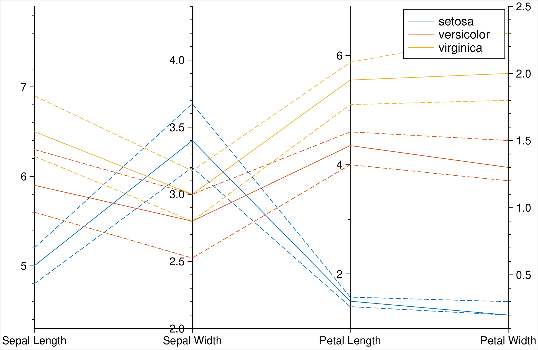 setosa
versicolor
virginica
7
6
5
4.0
3.5
3.0
2.5
2.0
6
4
2
2.5
2.0
1.5
1.0
0.5
Sepal Length
Sepal Width
Petal Length
Petal Width